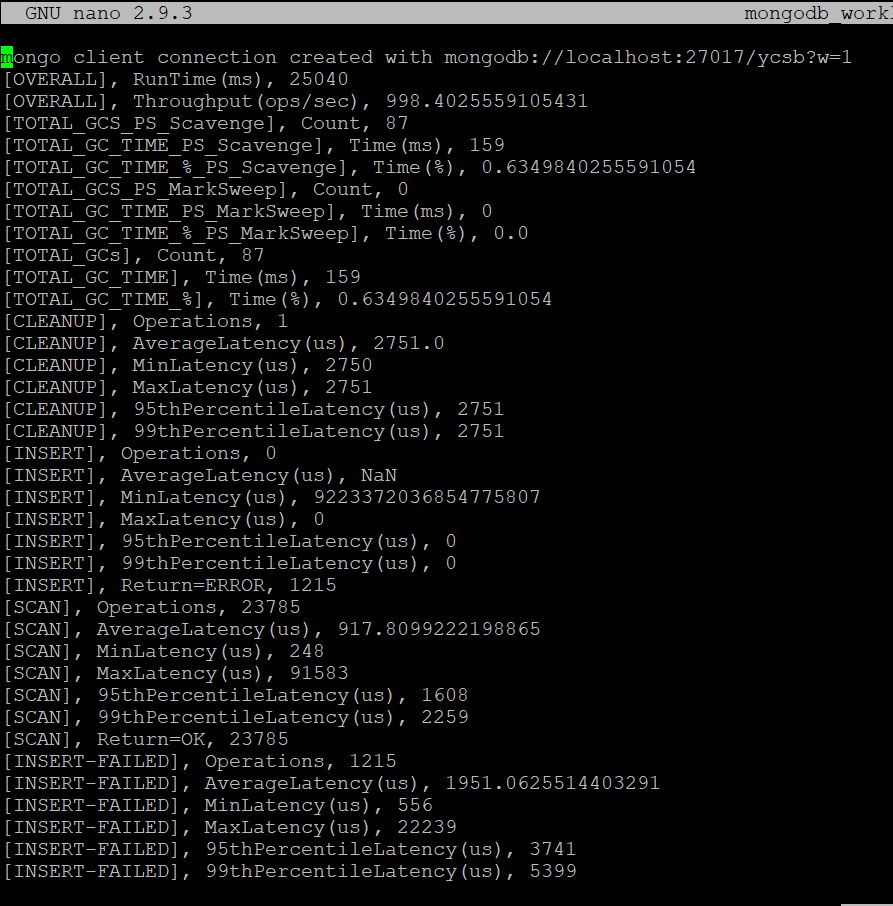 GNU nano 2.9.3 mongodb_workl
mongo client connection created with mongodb://localhost:27017/ycsb?w=1
[OVERALL], RunTime(ms), 25040
[OVERALL], Throughput(ops/sec), 998.4025559105431
[TOTAL_GCS_PS_Scavenge], Count, 87
[TOTAL_GC_TIME_PS_Scavenge], Time(ms), 159
[TOTAL_GC_TIME_%_PS_Scavenge], Time(%), 0.6349840255591054
[TOTAL_GCS_PS_MarkSweep], Count, 0
[TOTAL_GC_TIME_PS_MarkSweep], Time(ms), 0
[TOTAL_GC_TIME_%_PS_MarkSweep], Time(%), 0.0
[TOTAL_GCs], Count, 87
[TOTAL_GC_TIME], Time(ms), 159
[TOTAL_GC_TIME_%], Time(%), 0.6349840255591054
[CLEANUP], Operations, 1
[CLEANUP], AverageLatency(us), 2751.0
[CLEANUP], MinLatency(us), 2750
[CLEANUP], MaxLatency(us), 2751
[CLEANUP], 95thPercentileLatency(us), 2751
[CLEANUP], 99thPercentileLatency(us), 2751
[INSERT], Operations, 0
[INSERT], AverageLatency(us), NaN
[INSERT], MinLatency(us), 9223372036854775807
[INSERT], MaxLatency(us), 0
[INSERT], 95thPercentileLatency(us), 0
[INSERT], 99thPercentileLatency(us), 0
[INSERT], Return=ERROR, 1215
[SCAN], Operations, 23785
[SCAN], AverageLatency(us), 917.8099222198865
[SCAN], MinLatency(us), 248
[SCAN], MaxLatency(us), 91583
[SCAN], 95thPercentileLatency(us), 1608
[SCAN], 99thPercentileLatency(us), 2259
[SCAN], Return=OK, 23785
[INSERT-FAILED], Operations, 1215
[INSERT-FAILED], AverageLatency(us), 1951.0625514403291
[INSERT-FAILED], MinLatency(us), 556
[INSERT-FAILED], MaxLatency(us), 22239
[INSERT-FAILED], 95thPercentileLatency(us), 3741
[INSERT-FAILED], 99thPercentileLatency(us), 5399